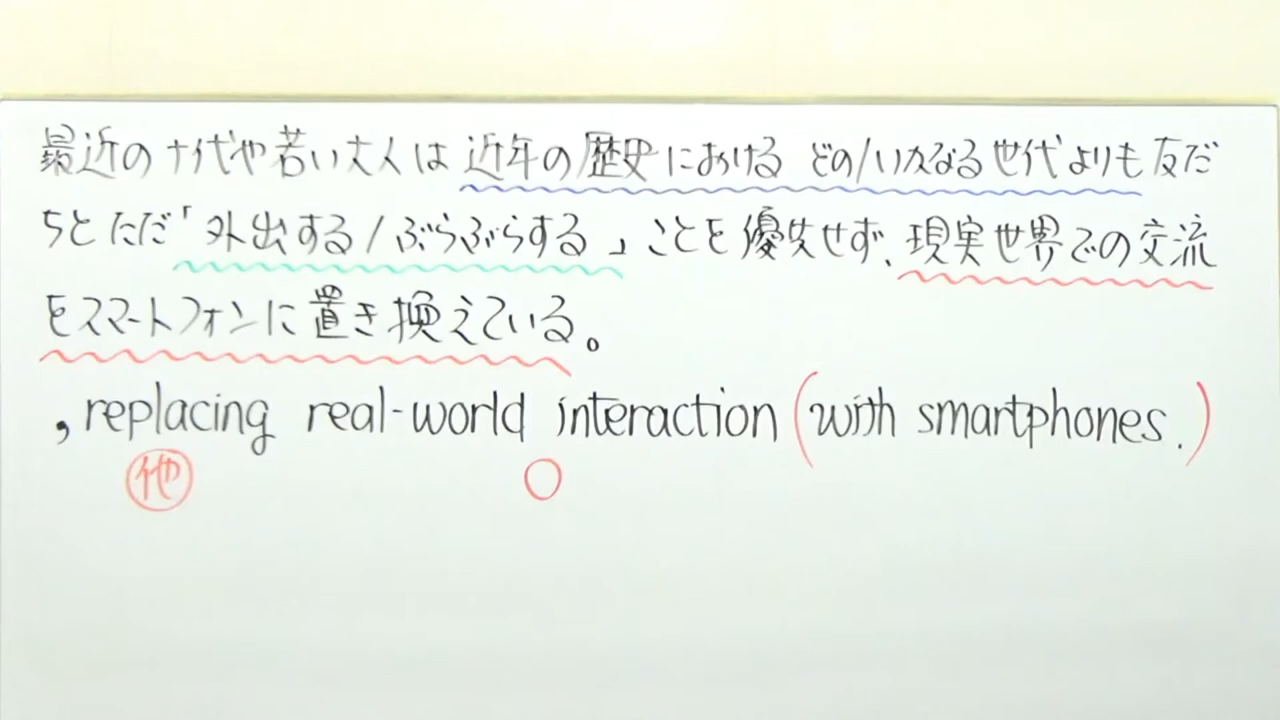 最近の十代や若い大人は近年の歴史における どの/いかなる世代よりも友だ
ちとただ「外出する/ぶらぶらする」ことを優先せず、現実世界での交流
をスマートフォンに置き換えている。
, replacing real-world interaction (with smartphones.)
他 〇